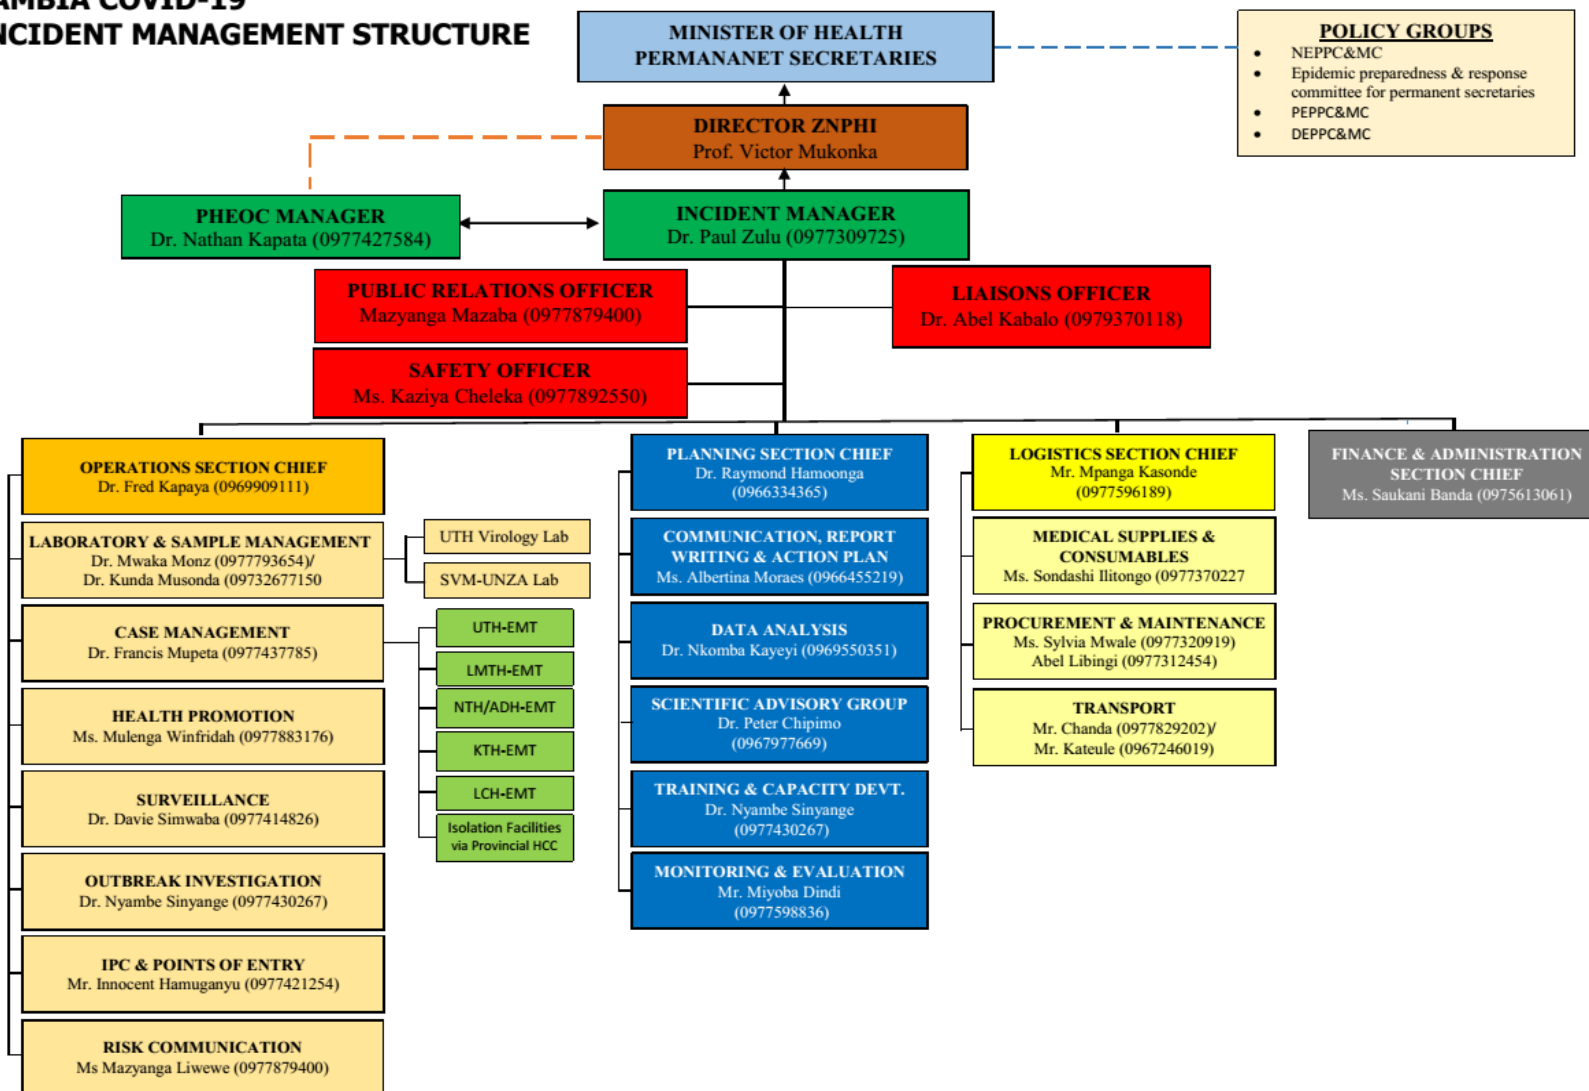 AMBIA COVID-19
NCIDENT MANAGEMENT STRUCTURE
MINISTER OF HEALTH
PERMANANET SECRETARIES
POLICY GROUPS
• NEPPC&MC
• Epidemic preparedness & response
committee for permanent secretaries
• PEPPC&MC
• DEPPC&MC
DIRECTOR ZNPHI
Prof. Victor Mukonka
PHEOC MANAGER
Dr. Nathan Kapata (0977427584)
INCIDENT MANAGER
Dr. Paul Zulu (0977309725)
PUBLIC RELATIONS OFFICER
Mazyanga Mazaba (0977879400)
LIAISONS OFFICER
Dr. Abel Kabalo (0979370118)
SAFETY OFFICER
Ms. Kaziya Cheleka (0977892550)
OPERATIONS SECTION CHIEF
Dr. Fred Kapaya (0969909111)
LABORATORY & SAMPLE MANAGEMENT
Dr. Mwaka Monz (0977793654)/
Dr. Kunda Musonda (09732677150
UTH Virology Lab
SVM-UNZA Lab
CASE MANAGEMENT
Dr. Francis Mupeta (0977437785)
UTH-EMT
LMTH-EMT
NTH/ADH-EMT
KTH-EMT
LCH-EMT
Isolation Facilities
via Provincial HCC
HEALTH PROMOTION
Ms. Mulenga Winfridah (0977883176)
SURVEILLANCE
Dr. Davie Simwaba (0977414826)
OUTBREAK INVESTIGATION
Dr. Nyambe Sinyange (0977430267)
IPC & POINTS OF ENTRY
Mr. Innocent Hamuganyu (0977421254)
RISK COMMUNICATION
Ms Mazyanga Liwewe (0977879400)
PLANNING SECTION CHIEF
Dr. Raymond Hamoonga
(0966334365)
COMMUNICATION, REPORT
WRITING & ACTION PLAN
Ms. Albertina Moraes (0966455219)
DATA ANALYSIS
Dr. Nkomba Kayeyi (0969550351)
SCIENTIFIC ADVISORY GROUP
Dr. Peter Chipimo
(0967977669)
TRAINING & CAPACITY DEVT.
Dr. Nyambe Sinyange
(0977430267)
MONITORING & EVALUATION
Mr. Miyoba Dindi
(0977598836)
LOGISTICS SECTION CHIEF
Mr. Mpanga Kasonde
(0977596189)
MEDICAL SUPPLIES &
CONSUMABLES
Ms. Sondashi Ilitongo (0977370227
PROCUREMENT & MAINTENANCE
Ms. Sylvia Mwale (0977320919)
Abel Libingi (0977312454)
TRANSPORT
Mr. Chanda (0977829202)/
Mr. Kateule (0967246019)
FINANCE & ADMINISTRATION
SECTION CHIEF
Ms. Saukani Banda (0975613061)